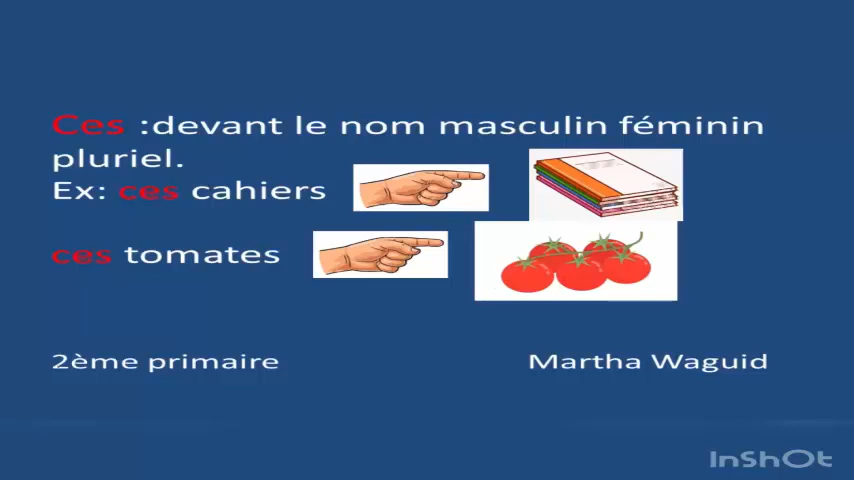 Ces :devant le nom masculin féminin
pluriel.
Ex: ces cahiers
ces tomates
2ème primaire
Martha Waguid
InShOt